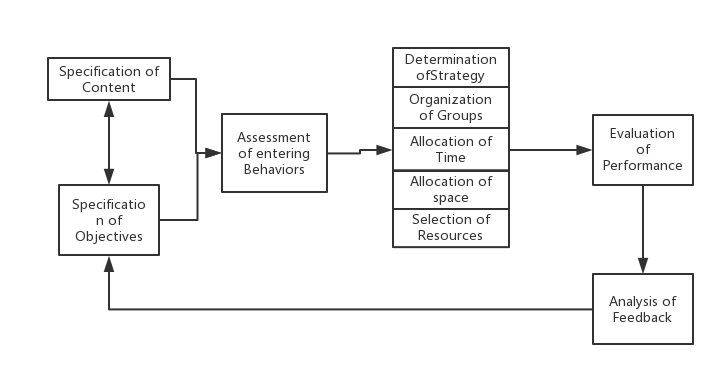 Specification of
Content
Specificatio
n of
Objectives
Assessment
of entering
Behaviors
Determination
ofStrategy
Organization
of Groups
Allocation of
Time
Allocation of
space
Selection of
Resources
Evaluation
of
Performance
Analysis of
Feedback